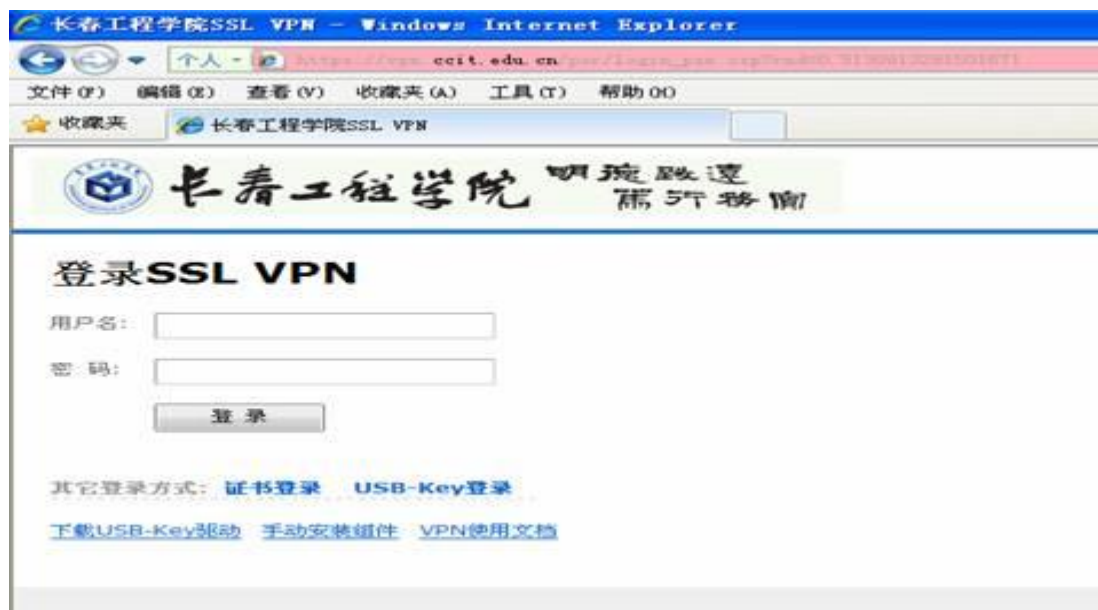 长春工程学院SSL VPN - Windows Internet Explorer
个人 ccit.edu.cn
文件(F) 编辑(E) 查看(V) 收藏夹(A) 工具(T) 帮助(H)
收藏夹 长春工程学院SSL VPN
长春工程学院
登录SSL VPN
用户名:
密 码:
登 录
其它登录方式: 证书登录 USB-Key登录
下载USB-Key驱动 手动安装组件 VPN使用文档